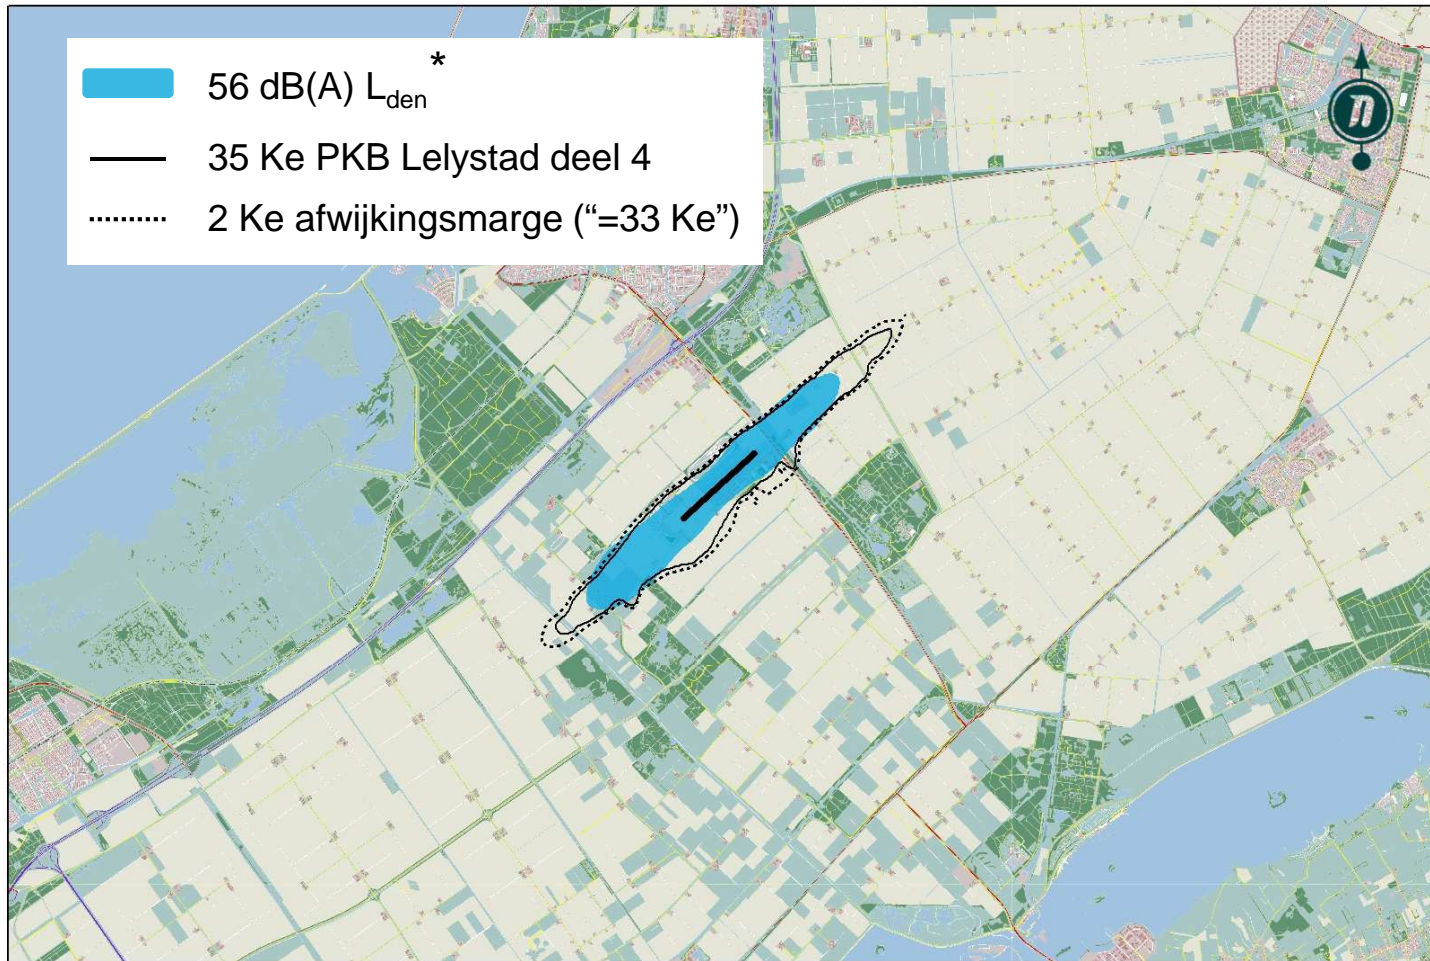 56 dB(A) Lden*
35 Ke PKB Lelystad deel 4
2 Ke afwijkingsmarge (“=33 Ke”)